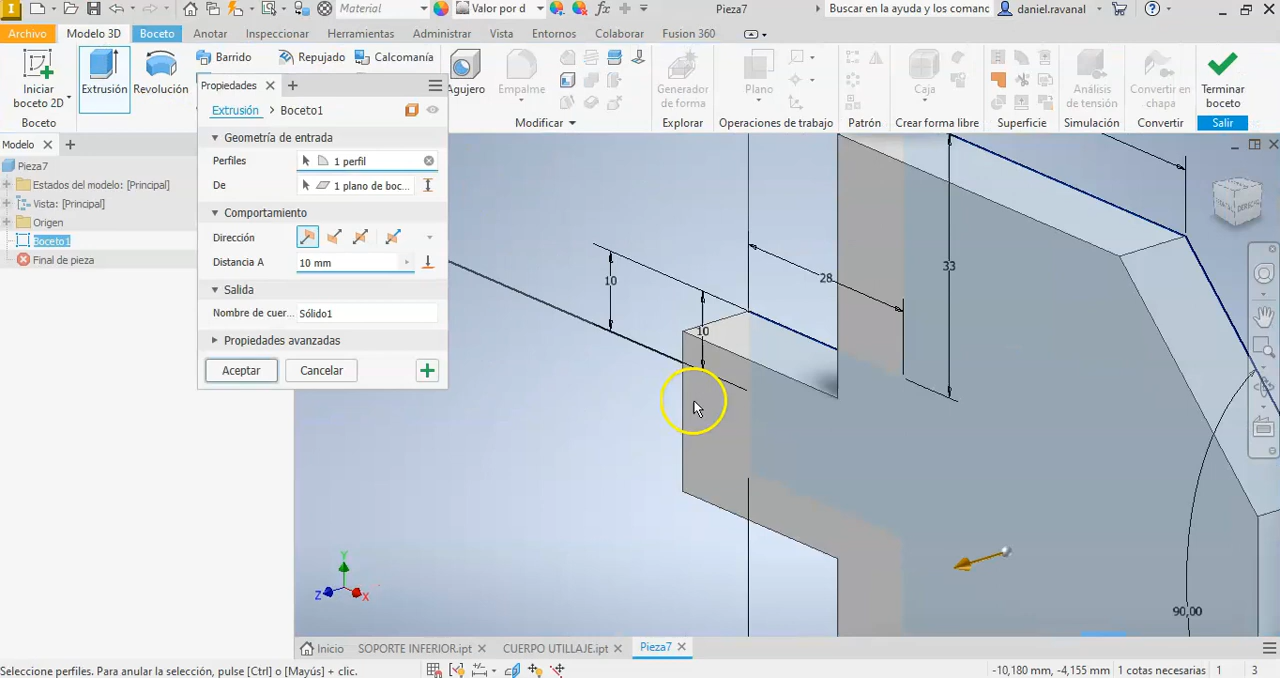 Material
Valor por d
Pieza7
Buscar en la ayuda y los comanc
daniel.ravanal
Archivo Modelo 3D Boceto Anotar Inspeccionar Herramientas Administrar Vista Entornos Colaborar Fusion 360
Iniciar
boceto 2D
Extrusión
Revolución
Barrido
Repujado
Calcomanía
Agujero
Empalme
Generador
de forma
Plano
Caja
Análisis
de tensión
Convertir en
chapa
Terminar
boceto
Boceto
Modificar
Explorar
Operaciones de trabajo
Patrón
Crear forma libre
Superficie
Simulación
Convertir
Salir
Modelo
Pieza7
Estados del modelo: [Principal]
Vista: [Principal]
Origen
Boceto1
Final de pieza
Propiedades
Extrusión > Boceto1
Geometría de entrada
Perfiles 1 perfil
De 1 plano de boc...
Comportamiento
Dirección
Distancia A 10 mm
Salida
Nombre de cuer... Sólido1
Propiedades avanzadas
Aceptar Cancelar
10
10
28
33
90,00
Y
Z
X
Inicio SOPORTE INFERIOR.ipt CUERPO UTILLAJE.ipt Pieza7
Seleccione perfiles. Para anular la selección, pulse [Ctrl] o [Mayús] + clic.
-10,180 mm, -4,155 mm 1 cotas necesarias 1 3